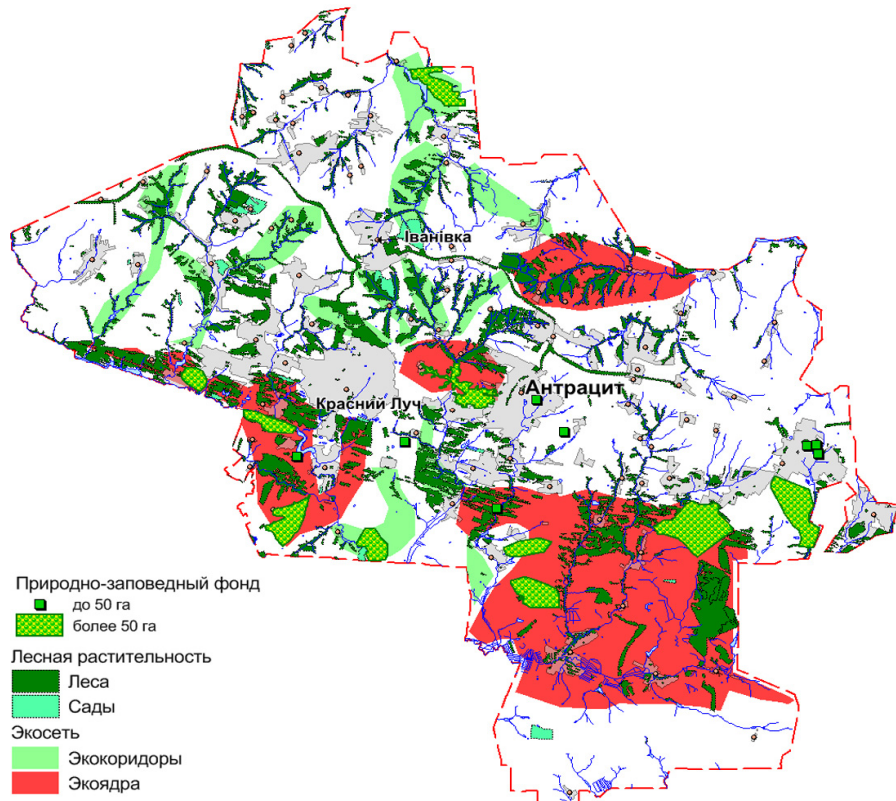 Іванівка
Антрацит
Красний Луч
Природно-заповедный фонд
до 50 га
более 50 га
Лесная растительность
Леса
Сады
Экосеть
Экокоридоры
Экоядра